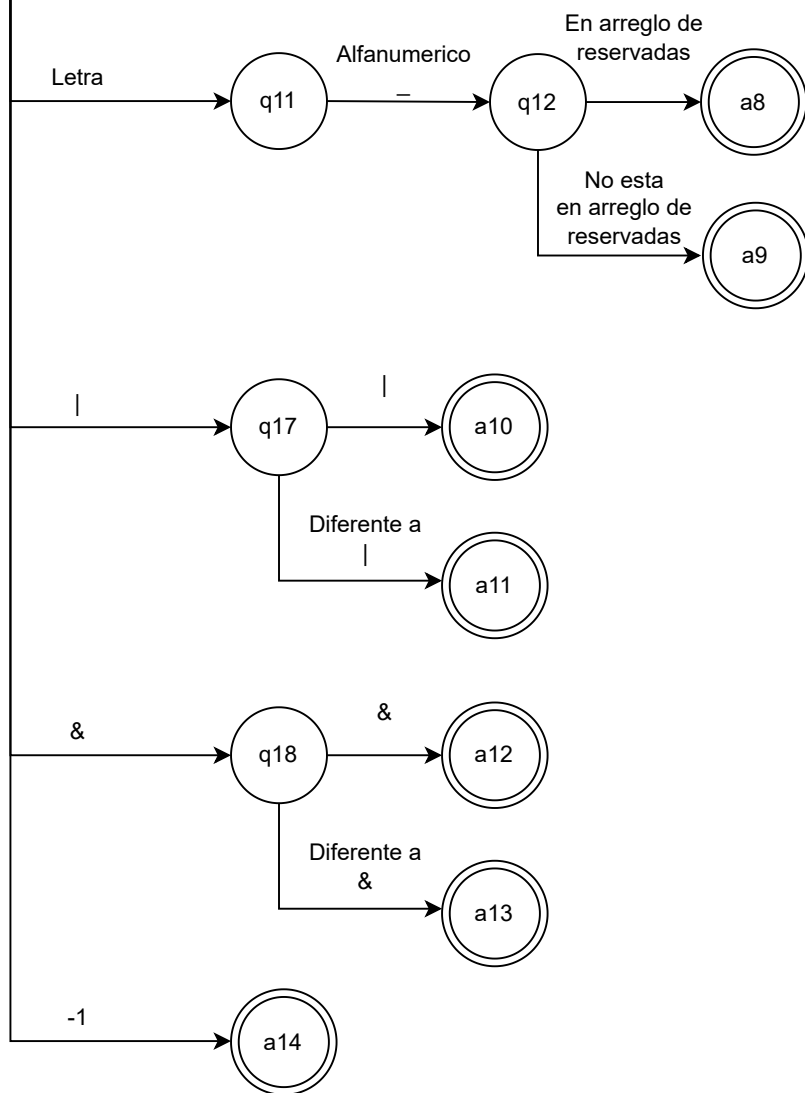 Letra
q11
Alfanumerico
_
q12
En arreglo de
reservadas
a8
No esta
en arreglo de
reservadas
a9
|
q17
|
a10
Diferente a
|
a11
&
q18
&
a12
Diferente a
&
a13
-1
a14